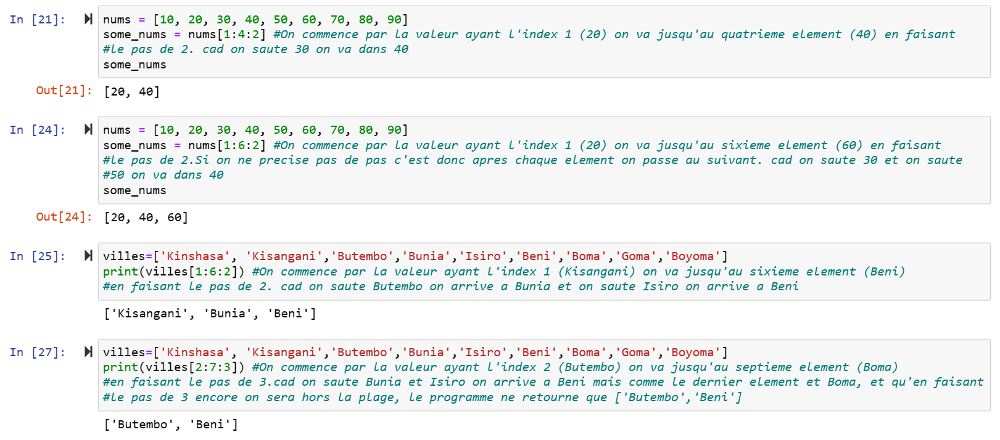 In [21]:
nums = [10, 20, 30, 40, 50, 60, 70, 80, 90]
some_nums = nums[1:4:2] #On commence par la valeur ayant l'index 1 (20) on va jusqu'au quatrieme element (40) en faisant
#le pas de 2. cad on saute 30 on va dans 40
some_nums
Out[21]: [20, 40]
In [24]:
nums = [10, 20, 30, 40, 50, 60, 70, 80, 90]
some_nums = nums[1:6:2] #On commence par la valeur ayant l'index 1 (20) on va jusqu'au sixieme element (60) en faisant
#le pas de 2.Si on ne precise pas de pas c'est donc apres chaque element on passe au suivant. cad on saute 30 et on saute
#50 on va dans 40
some_nums
Out[24]: [20, 40, 60]
In [25]:
villes=['Kinshasa', 'Kisangani','Butembo','Bunia','Isiro','Beni','Boma','Goma','Boyoma']
print(villes[1:6:2]) #On commence par la valeur ayant l'index 1 (Kisangani) on va jusqu'au sixieme element (Beni)
#en faisant le pas de 2. cad on saute Butembo on arrive a Bunia et on saute Isiro on arrive a Beni
['Kisangani', 'Bunia', 'Beni']
In [27]:
villes=['Kinshasa', 'Kisangani','Butembo','Bunia','Isiro','Beni','Boma','Goma','Boyoma']
print(villes[2:7:3]) #On commence par la valeur ayant l'index 2 (Butembo) on va jusqu'au septieme element (Boma)
#en faisant le pas de 3.cad on saute Bunia et Isiro on arrive a Beni mais comme le dernier element et Boma, et qu'en faisant
#le pas de 3 encore on sera hors la plage, le programme ne retourne que ['Butembo','Beni']
['Butembo', 'Beni']